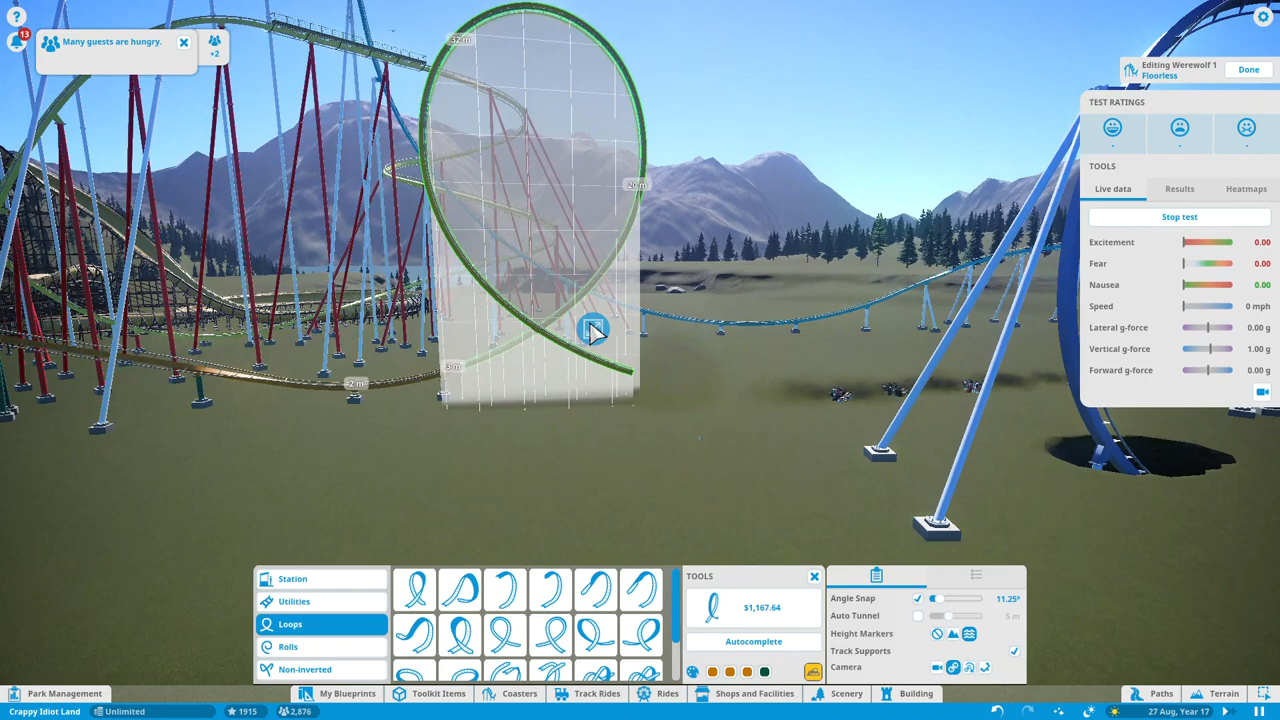 ?
13
Many guests are hungry.
+2
32 m
20 m
3 m
-2 m
Editing Werewolf 1
Floorless
Done
TEST RATINGS
-
-
-
TOOLS
Live data
Results
Heatmaps
Stop test
Excitement 0.00
Fear 0.00
Nausea 0.00
Speed 0 mph
Lateral g-force 0.00 g
Vertical g-force 1.00 g
Forward g-force 0.00 g
Station
Utilities
Loops
Rolls
Non-inverted
TOOLS
$1,167.64
Autocomplete
Angle Snap 11.25°
Auto Tunnel 5 m
Height Markers
Track Supports
Camera
Park Management
My Blueprints
Toolkit Items
Coasters
Track Rides
Rides
Shops and Facilities
Scenery
Building
Paths
Terrain
Crappy Idiot Land
Unlimited
1915
2,876
27 Aug, Year 17